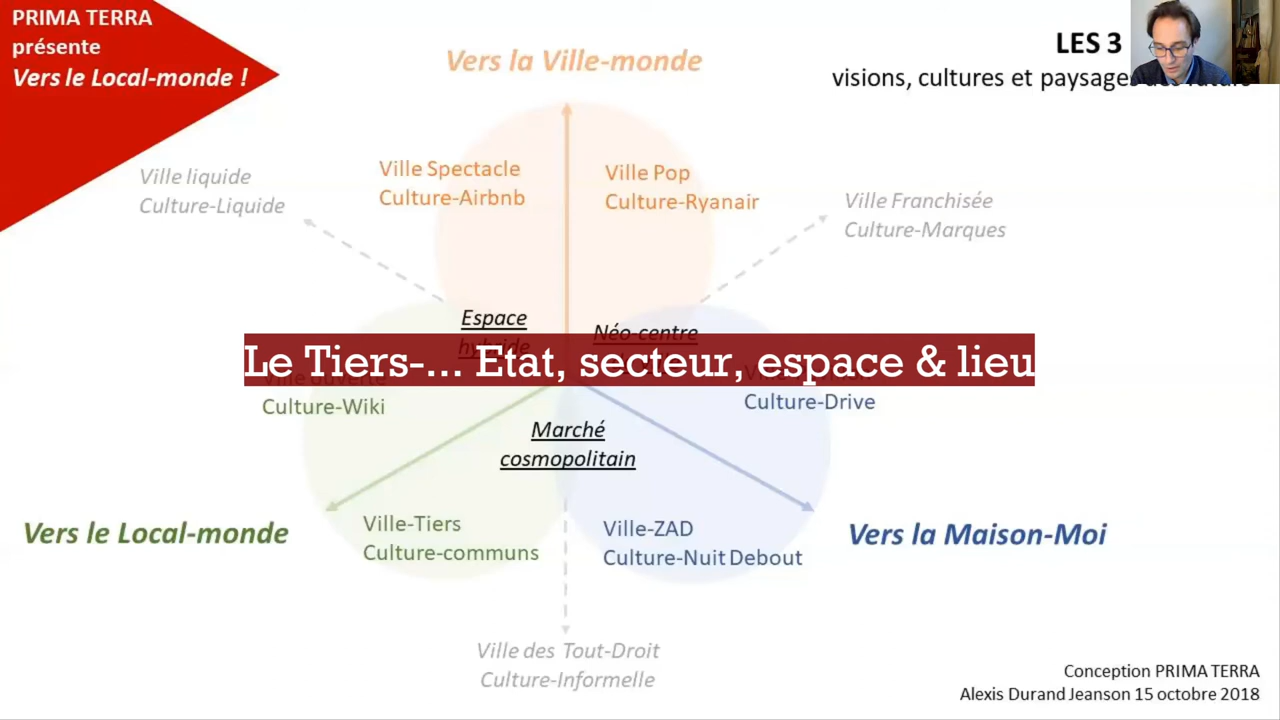 PRIMA TERRA
présente
Vers le Local-monde !
Vers la Ville-monde
LES 3
visions, cultures et paysages
Ville liquide
Culture-Liquide
Ville Spectacle
Culture-Airbnb
Ville Pop
Culture-Ryanair
Ville Franchisée
Culture-Marques
Espace
hybride
Néo-centre
Le Tiers-... Etat, secteur, espace & lieu
Ville ouverte
Culture-Wiki
Culture-Drive
Marché
cosmopolitain
Vers le Local-monde
Ville-Tiers
Culture-communs
Ville-ZAD
Culture-Nuit Debout
Vers la Maison-Moi
Ville des Tout-Droit
Culture-Informelle
Conception PRIMA TERRA
Alexis Durand Jeanson 15 octobre 2018